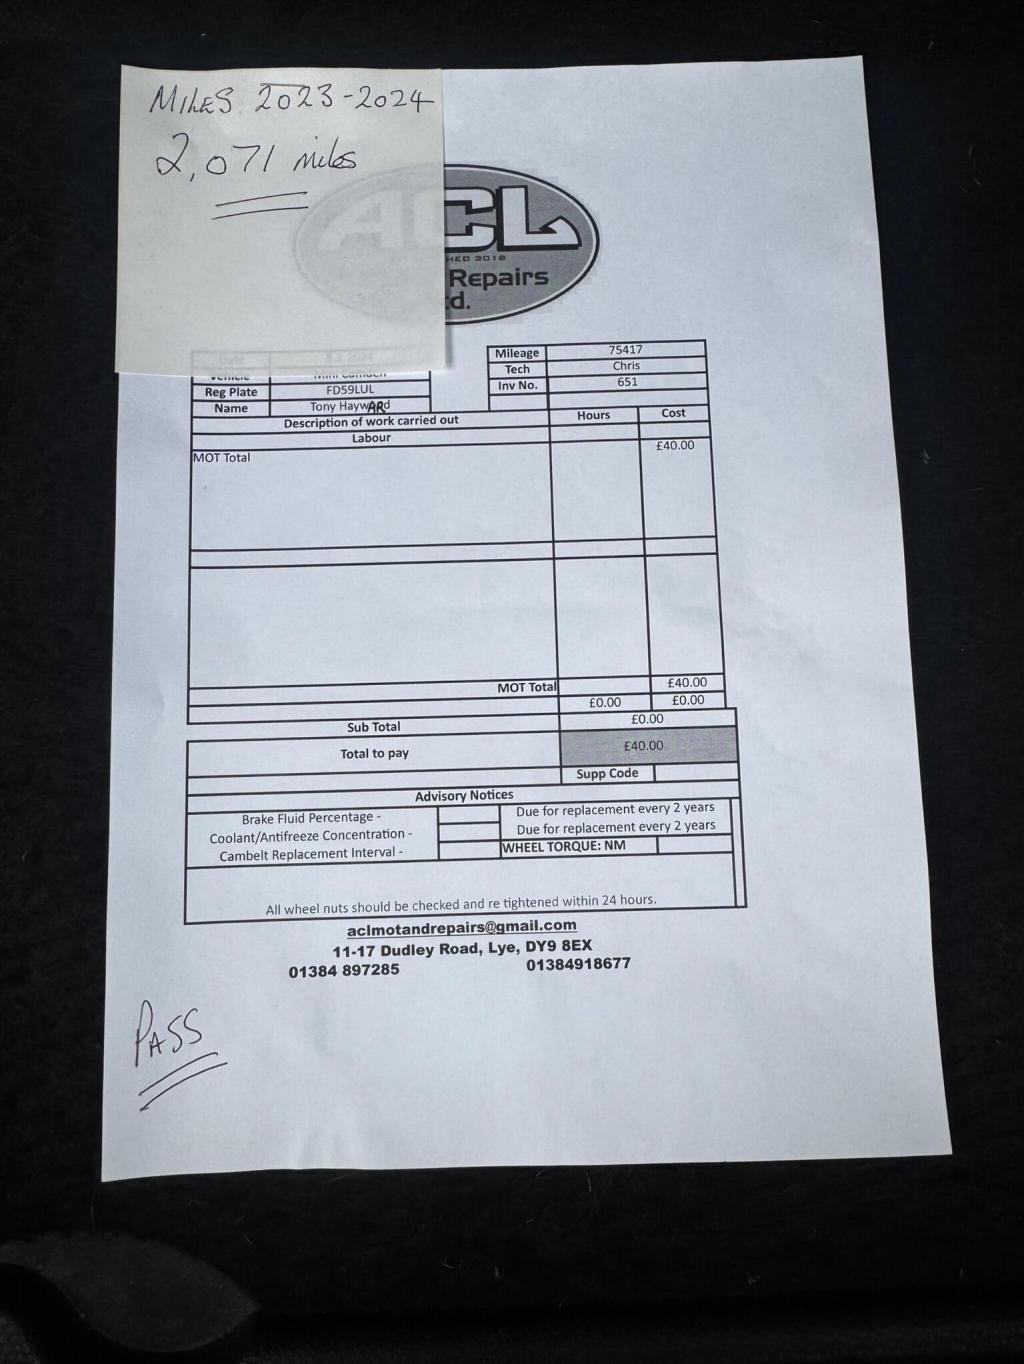 MILES 2023-2024
2,071 miles
ACL
HED 2018
Repairs
td.
Mileage 75417
Tech Chris
Inv No. 651
Vehicle Mini Camden
Reg Plate FD59LUL
Name Tony HaywARd
Description of work carried out Hours Cost
Labour
MOT Total £40.00
MOT Total £40.00
£0.00 £0.00
Sub Total £0.00
Total to pay £40.00
Supp Code
Advisory Notices
Brake Fluid Percentage - Due for replacement every 2 years
Coolant/Antifreeze Concentration - Due for replacement every 2 years
Cambelt Replacement Interval - WHEEL TORQUE: NM
All wheel nuts should be checked and re tightened within 24 hours.
aclmotandrepairs@gmail.com
11-17 Dudley Road, Lye, DY9 8EX
01384 897285 01384918677
PASS